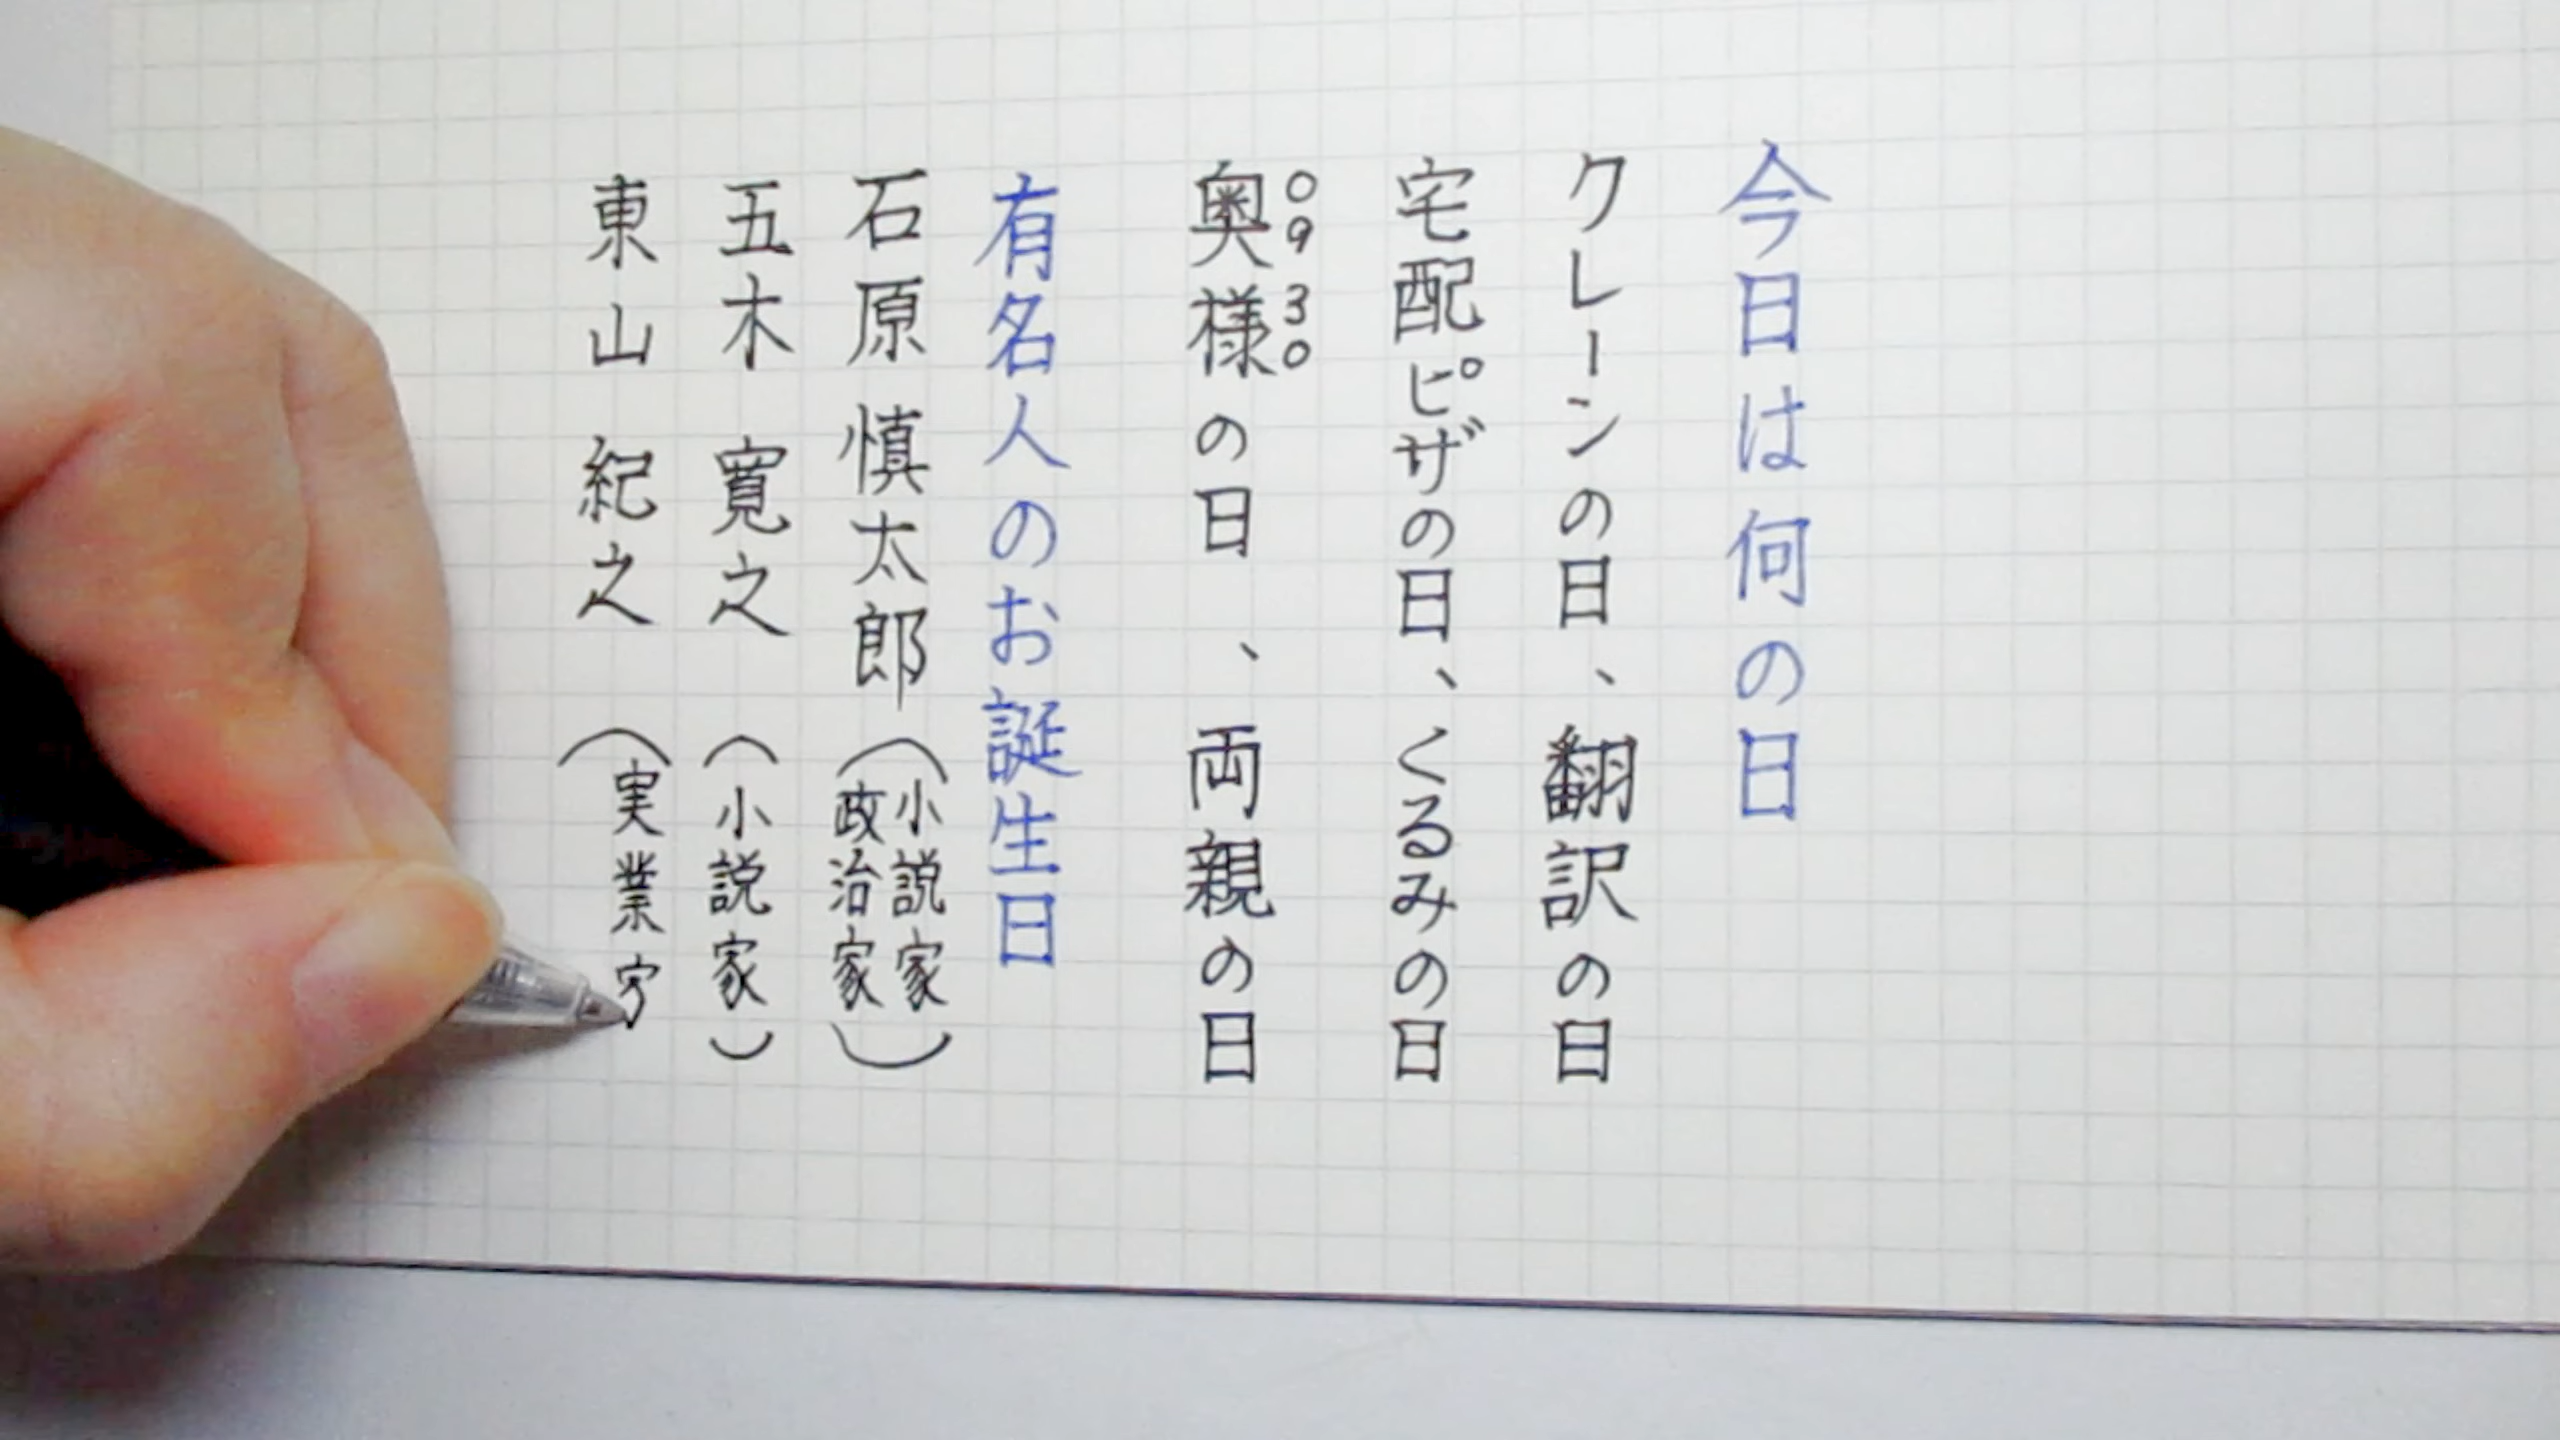 今日は何の日
クレーンの日、翻訳の日
宅配ピザの日、くるみの日
0930
奥様の日、両親の日
有名人のお誕生日
石原 慎太郎(小説家 政治家)
五木 寛之(小説家)
東山 紀之(実業